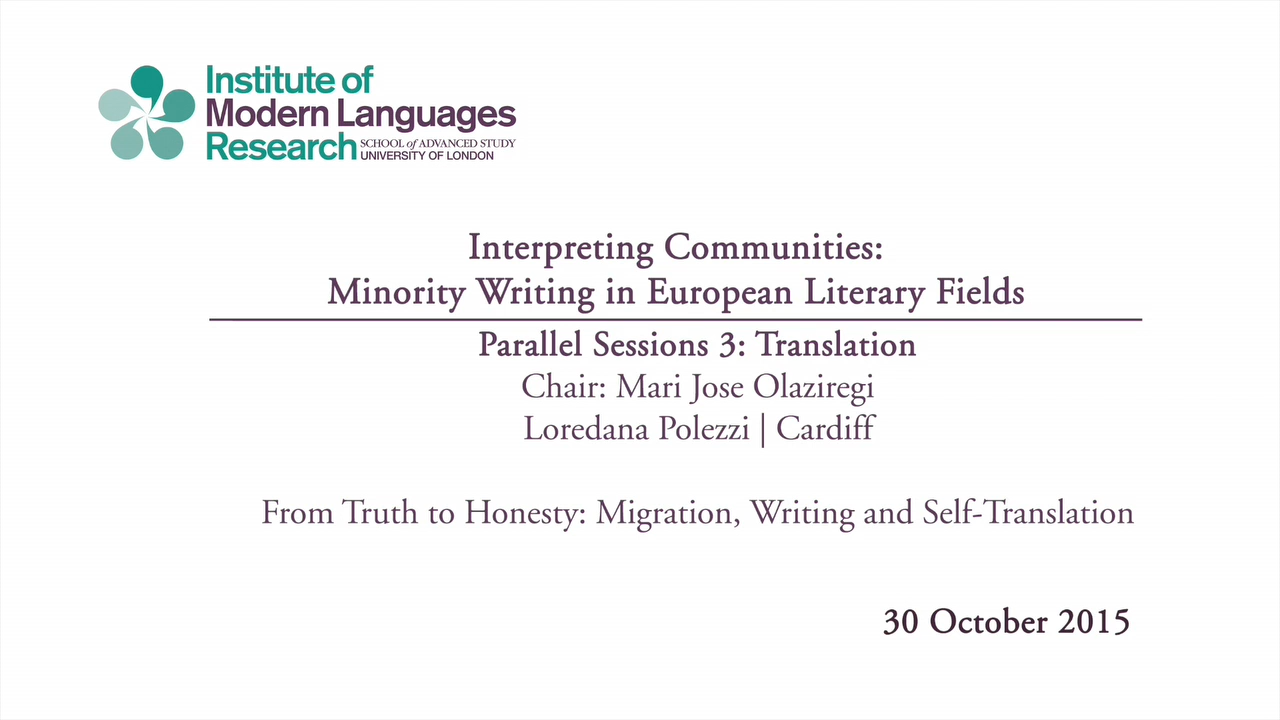 Institute of
Modern Languages
Research SCHOOL of ADVANCED STUDY
UNIVERSITY OF LONDON
Interpreting Communities:
Minority Writing in European Literary Fields
Parallel Sessions 3: Translation
Chair: Mari Jose Olaziregi
Loredana Polezzi | Cardiff
From Truth to Honesty: Migration, Writing and Self-Translation
30 October 2015